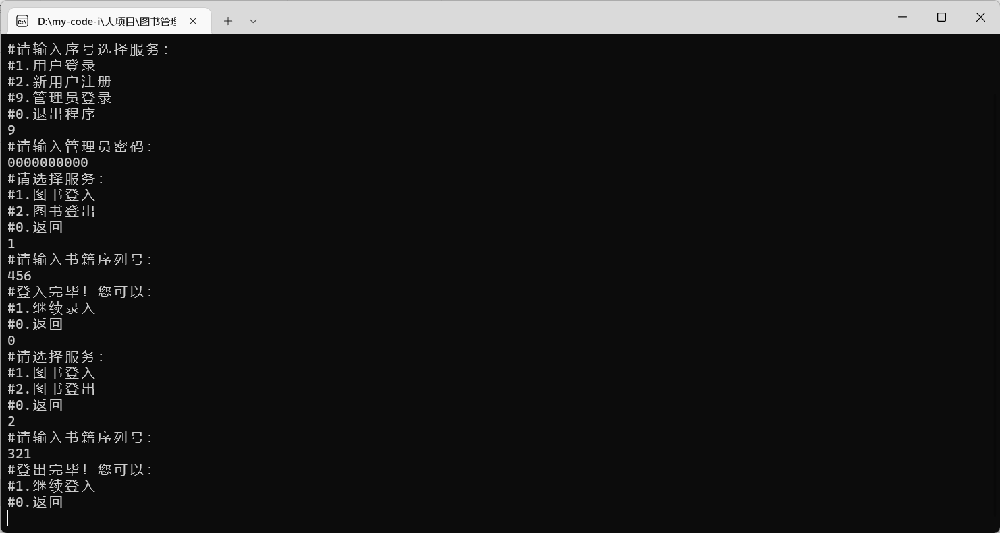 D:\my-code-i\大项目\图书管理
#请输入序号选择服务:
#1.用户登录
#2.新用户注册
#9.管理员登录
#0.退出程序
9
#请输入管理员密码:
0000000000
#请选择服务:
#1.图书登入
#2.图书登出
#0.返回
1
#请输入书籍序列号:
456
#登入完毕! 您可以:
#1.继续录入
#0.返回
0
#请选择服务:
#1.图书登入
#2.图书登出
#0.返回
2
#请输入书籍序列号:
321
#登出完毕! 您可以:
#1.继续登入
#0.返回